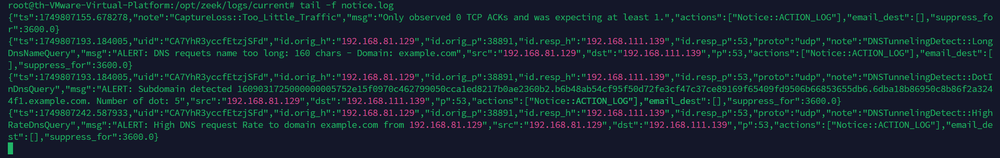 root@th-VMware-Virtual-Platform:/opt/zeek/logs/current# tail -f notice.log
{"ts":1749807155.678278,"note":"CaptureLoss::Too_Little_Traffic","msg":"Only observed 0 TCP ACKs and was expecting at least 1.","actions":["Notice::ACTION_LOG"],"email_dest":[],"suppress_fo
r":3600.0}
{"ts":1749807193.184005,"uid":"CA7YhR3yccfEtzjSFd","id.orig_h":"192.168.81.129","id.orig_p":38891,"id.resp_h":"192.168.111.139","id.resp_p":53,"proto":"udp","note":"DNSTunnelingDetect::Long
DnsNameQuery","msg":"ALERT: DNS requets name too long: 160 chars - Domain: example.com","src":"192.168.81.129","dst":"192.168.111.139","p":53,"actions":["Notice::ACTION_LOG"],"email_dest":[
],"suppress_for":3600.0}
{"ts":1749807193.184005,"uid":"CA7YhR3yccfEtzjSFd","id.orig_h":"192.168.81.129","id.orig_p":38891,"id.resp_h":"192.168.111.139","id.resp_p":53,"proto":"udp","note":"DNSTunnelingDetect::DotI
nDnsQuery","msg":"ALERT: Subdomain detected 1609031725000000005752e15f0970c462799050cca1ed8217b0ae2360b2.b6b48ab54cf95f50d72fe3cf47c37ce89169f65409fd9506b66853655db6.6dba18b86950c8b86f2a324
4f1.example.com. Number of dot: 5","src":"192.168.81.129","dst":"192.168.111.139","p":53,"actions":["Notice::ACTION_LOG"],"email_dest":[],"suppress_for":3600.0}
{"ts":1749807242.587933,"uid":"CA7YhR3yccfEtzjSFd","id.orig_h":"192.168.81.129","id.orig_p":38891,"id.resp_h":"192.168.111.139","id.resp_p":53,"proto":"udp","note":"DNSTunnelingDetect::High
RateDnsQuery","msg":"ALERT: High DNS request Rate to domain example.com from 192.168.81.129","src":"192.168.81.129","dst":"192.168.111.139","p":53,"actions":["Notice::ACTION_LOG"],"email_de
st":[],"suppress_for":3600.0}